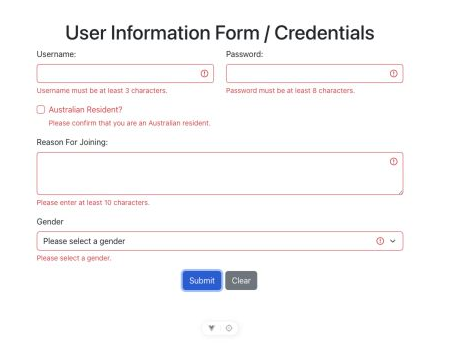 User Information Form / Credentials
Username:
Password:
Username must be at least 3 characters.
Password must be at least 8 characters.
Australian Resident?
Please confirm that you are an Australian resident.
Reason For Joining:
Please enter at least 10 characters.
Gender
Please select a gender
Please select a gender.
Submit
Clear